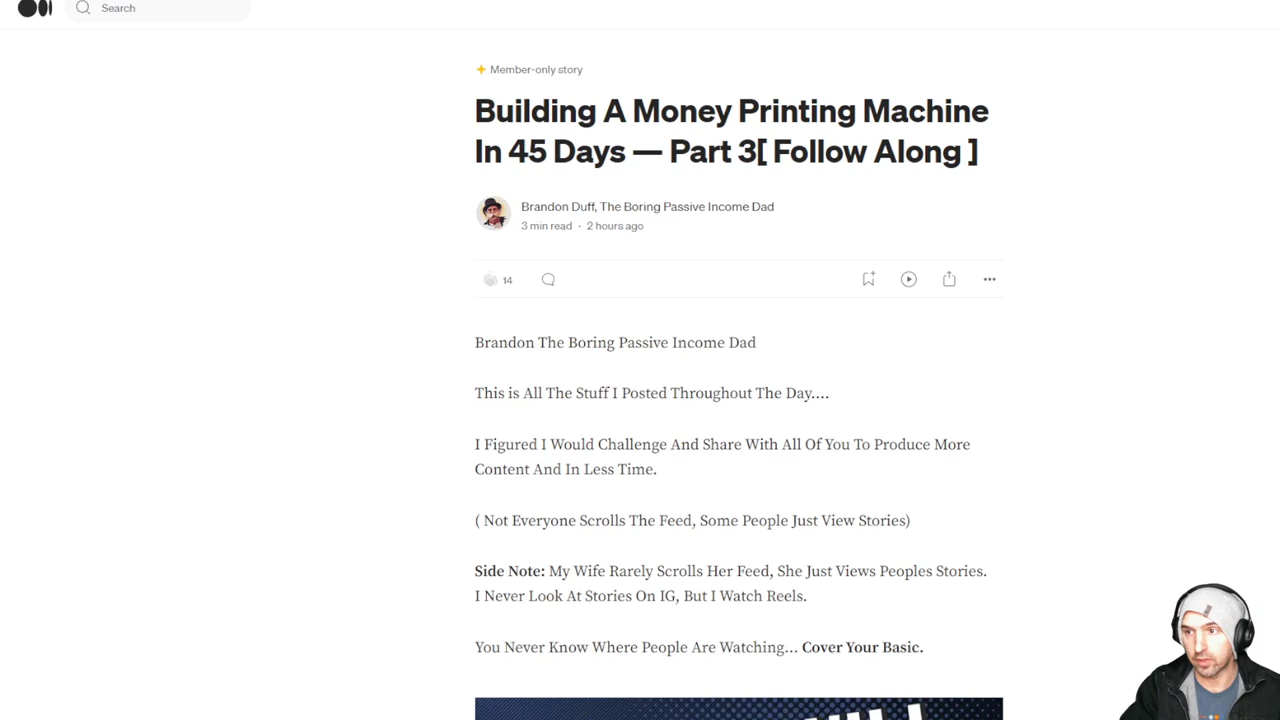 Search
Member-only story
Building A Money Printing Machine
In 45 Days — Part 3[ Follow Along ]
Brandon Duff, The Boring Passive Income Dad
3 min read · 2 hours ago
14
Brandon The Boring Passive Income Dad
This is All The Stuff I Posted Throughout The Day....
I Figured I Would Challenge And Share With All Of You To Produce More
Content And In Less Time.
( Not Everyone Scrolls The Feed, Some People Just View Stories)
Side Note: My Wife Rarely Scrolls Her Feed, She Just Views Peoples Stories.
I Never Look At Stories On IG, But I Watch Reels.
You Never Know Where People Are Watching... Cover Your Basic.